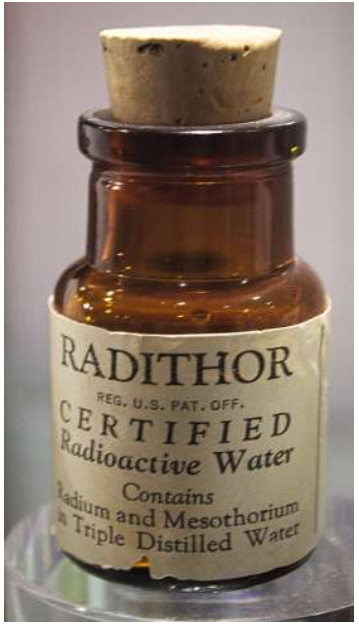 RADITHOR
REG. U.S. PAT. OFF.
CERTIFIED
Radioactive Water
Contains
Radium and Mesothorium
in Triple Distilled Water